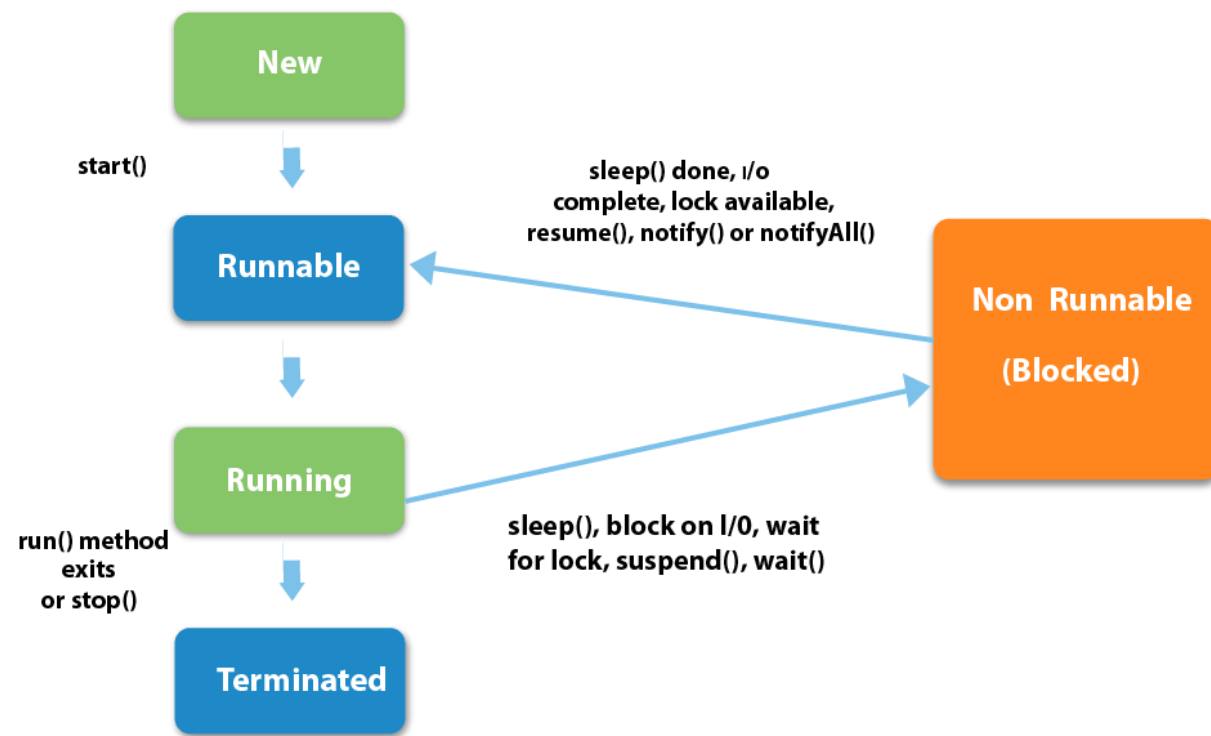 New
start()
sleep() done, I/o
complete, lock available,
resume(), notify() or notifyAll()
Runnable
Non Runnable
(Blocked)
Running
sleep(), block on l/0, wait
for lock, suspend(), wait()
run() method
exits
or stop()
Terminated